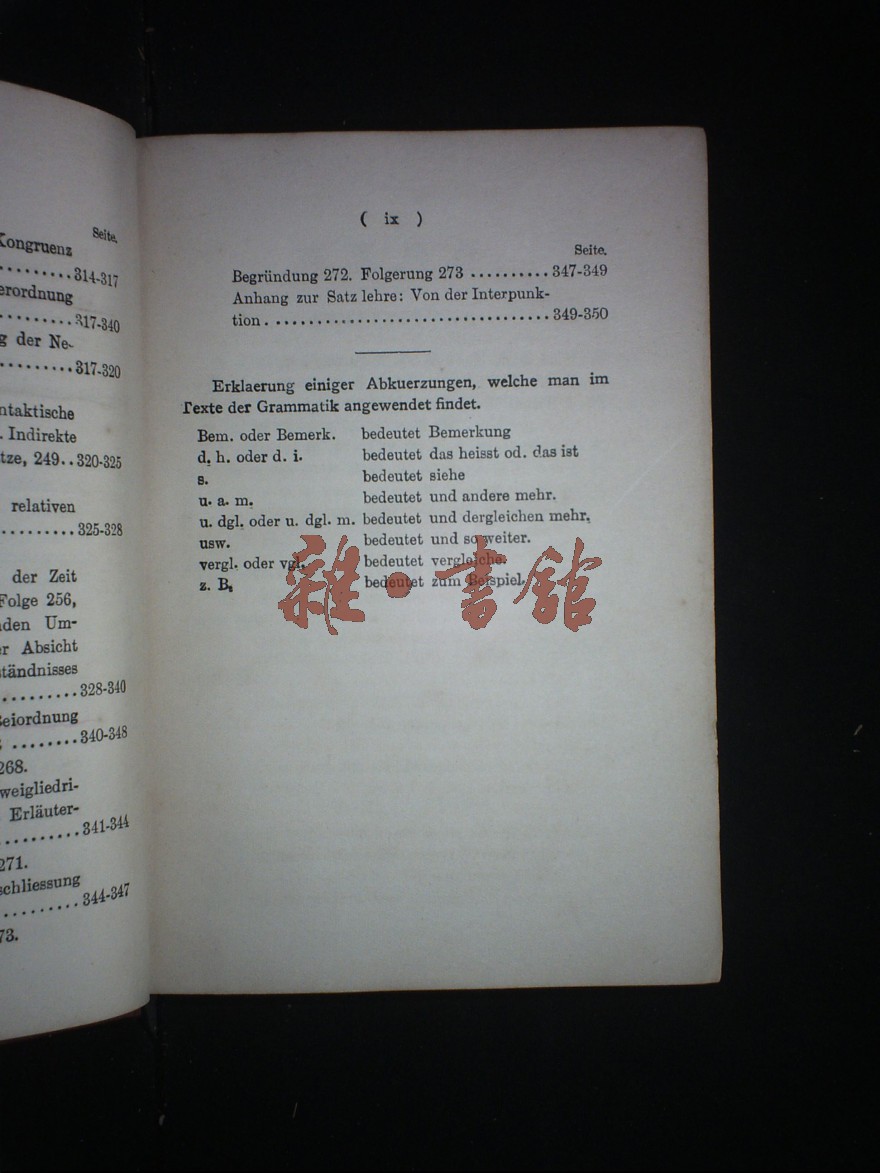 Seite.
Kongruenz
..........314-317
erordnung
..........317-340
g der Ne-
..........317-320
ntaktische
. Indirekte
tze, 249..320-325
relativen
..........325-328
der Zeit
Folge 256,
den Um-
r Absicht
tändnisses
..........328-340
Beiordnung
........340-348
268.
weigliedri-
Erläuter-
..........341-344
271.
schliessung
.........344-347
73.
( ix )
Seite.
Begründung 272. Folgerung 273 ..........347-349
Anhang zur Satz lehre: Von der Interpunk-
tion.................................349-350
Erklaerung einiger Abkuerzungen, welche man im
Texte der Grammatik angewendet findet.
Bem. oder Bemerk. bedeutet Bemerkung
d. h. oder d. i. bedeutet das heisst od. das ist
s. bedeutet siehe
u. a. m. bedeutet und andere mehr.
u. dgl. oder u. dgl. m. bedeutet und dergleichen mehr.
usw. bedeutet und so weiter.
vergl. oder vgl. bedeutet vergleiche.
z. B. bedeutet zum Beispiel.
雜·書館